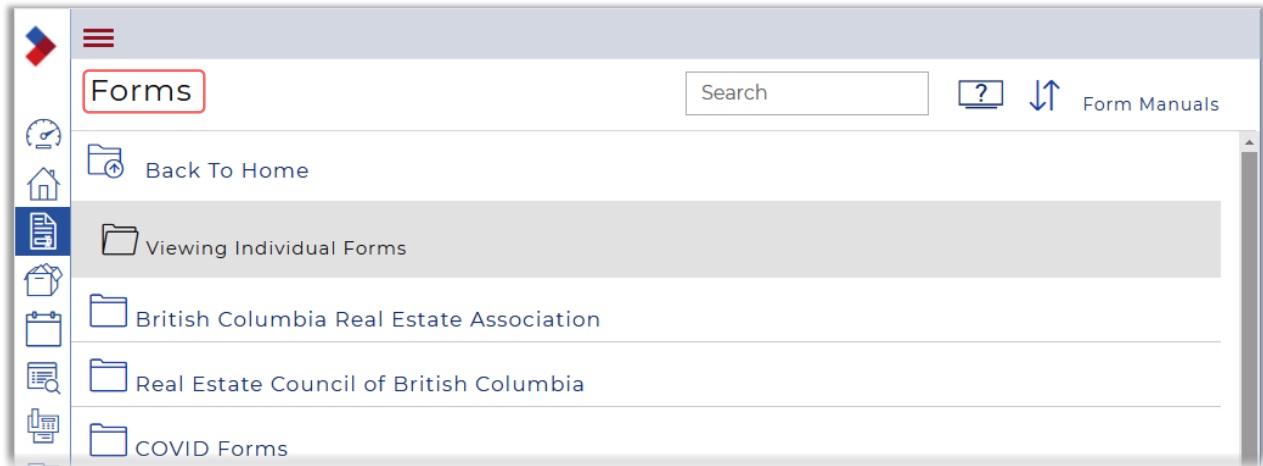 Forms
Search
?
Form Manuals
Back To Home
Viewing Individual Forms
British Columbia Real Estate Association
Real Estate Council of British Columbia
COVID Forms